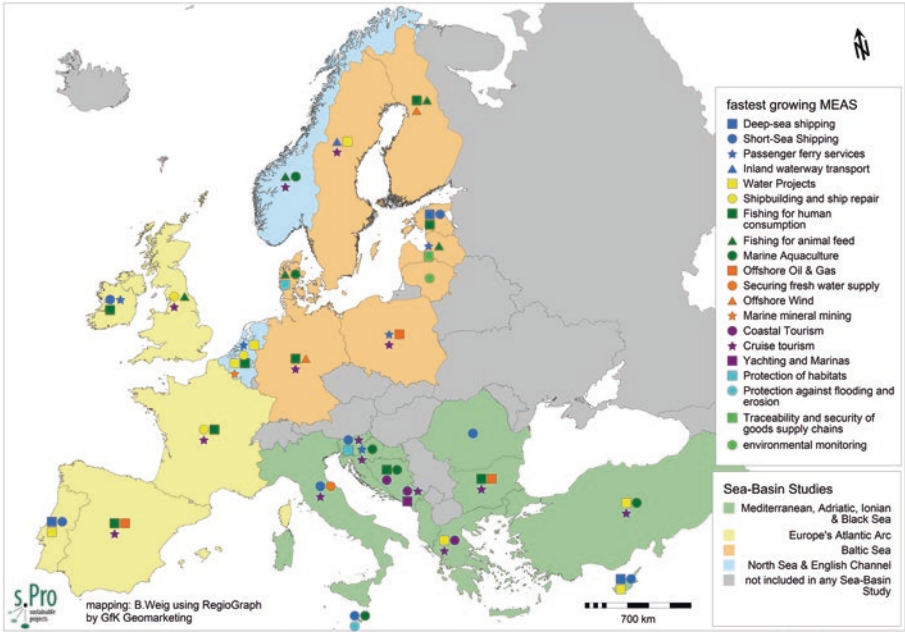 N
fastest growing MEAS
Deep-sea shipping
Short-Sea Shipping
Passenger ferry services
Inland waterway transport
Water Projects
Shipbuilding and ship repair
Fishing for human
consumption
Fishing for animal feed
Marine Aquaculture
Offshore Oil & Gas
Securing fresh water supply
Offshore Wind
Marine mineral mining
Coastal Tourism
Cruise tourism
Yachting and Marinas
Protection of habitats
Protection against flooding and
erosion
Traceability and security of
goods supply chains
environmental monitoring
Sea-Basin Studies
Mediterranean, Adriatic, Ionian
& Black Sea
Europe's Atlantic Arc
Baltic Sea
North Sea & English Channel
not included in any Sea-Basin
Study
s.Pro
sustainable
projects
mapping: B.Weig using RegioGraph
by GfK Geomarketing
700 km